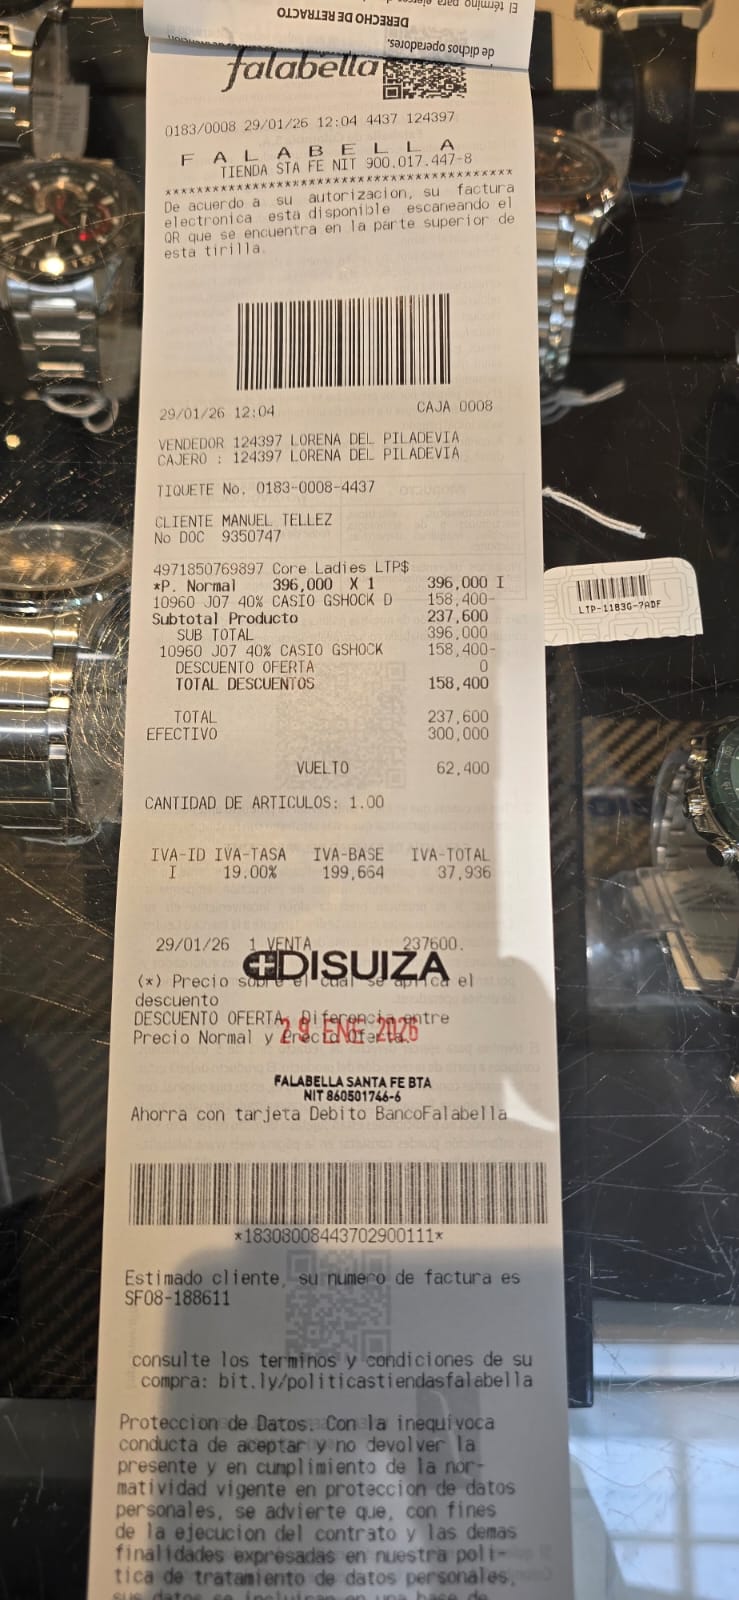 El término para
DERECHO DE RETRACTO
de dichos operadores.
falabella
0183/0008 29/01/26 12:04 4437 124397
F A L A B E L L A
TIENDA STA FE NIT 900.017.447-8
*********************************************
De acuerdo a su autorizacion, su factura
electronica esta disponible escaneando el
QR que se encuentra en la parte superior de
esta tirilla.
29/01/26 12:04 CAJA 0008
VENDEDOR 124397 LORENA DEL PILADEVIA
CAJERO : 124397 LORENA DEL PILADEVIA
TIQUETE No. 0183-0008-4437
CLIENTE MANUEL TELLEZ
No DOC 9350747
4971850769897 Core Ladies LTP$
*P. Normal 396,000 X 1 396,000 I
10960 J07 40% CASIO GSHOCK D 158,400-
Subtotal Producto 237,600
SUB TOTAL 396,000
10960 J07 40% CASIO GSHOCK 158,400-
DESCUENTO OFERTA 0
TOTAL DESCUENTOS 158,400
TOTAL 237,600
EFECTIVO 300,000
VUELTO 62,400
CANTIDAD DE ARTICULOS: 1.00
IVA-ID IVA-TASA IVA-BASE IVA-TOTAL
I 19.00% 199,664 37,936
29/01/26 1 VENTA 237600.
DISUIZA
(*) Precio sobre el cual se aplica el
descuento
DESCUENTO OFERTA, Diferencia entre
Precio Normal y Precio Oferta.
29 ENE 2026
FALABELLA SANTA FE BTA
NIT 860501746-6
Ahorra con tarjeta Debito BancoFalabella
*18308008443702900111*
Estimado cliente, su numero de factura es
SF08-188611
consulte los terminos y condiciones de su
compra: bit.ly/politicastiendasfalabella
Proteccion de Datos. Con la inequivoca
conducta de aceptar y no devolver la
presente y en cumplimiento de la nor-
matividad vigente en proteccion de datos
personales, se advierte que, con fines
de la ejecucion del contrato y las demas
finalidades expresadas en nuestra poli-
tica de tratamiento de datos personales,
sus datos se incluiran en una base de
LTP-1183G-7ADF